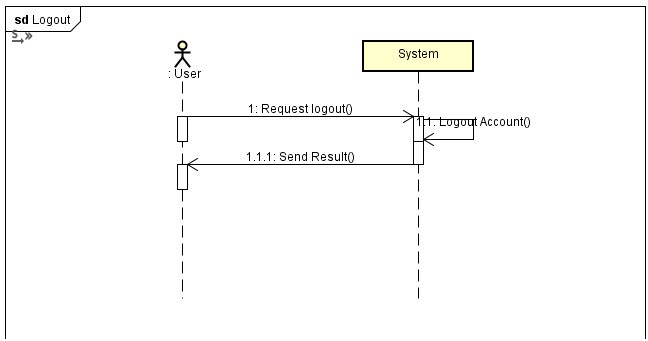 sd Logout
S
: User
System
1: Request logout()
1.1: Logout Account()
1.1.1: Send Result()